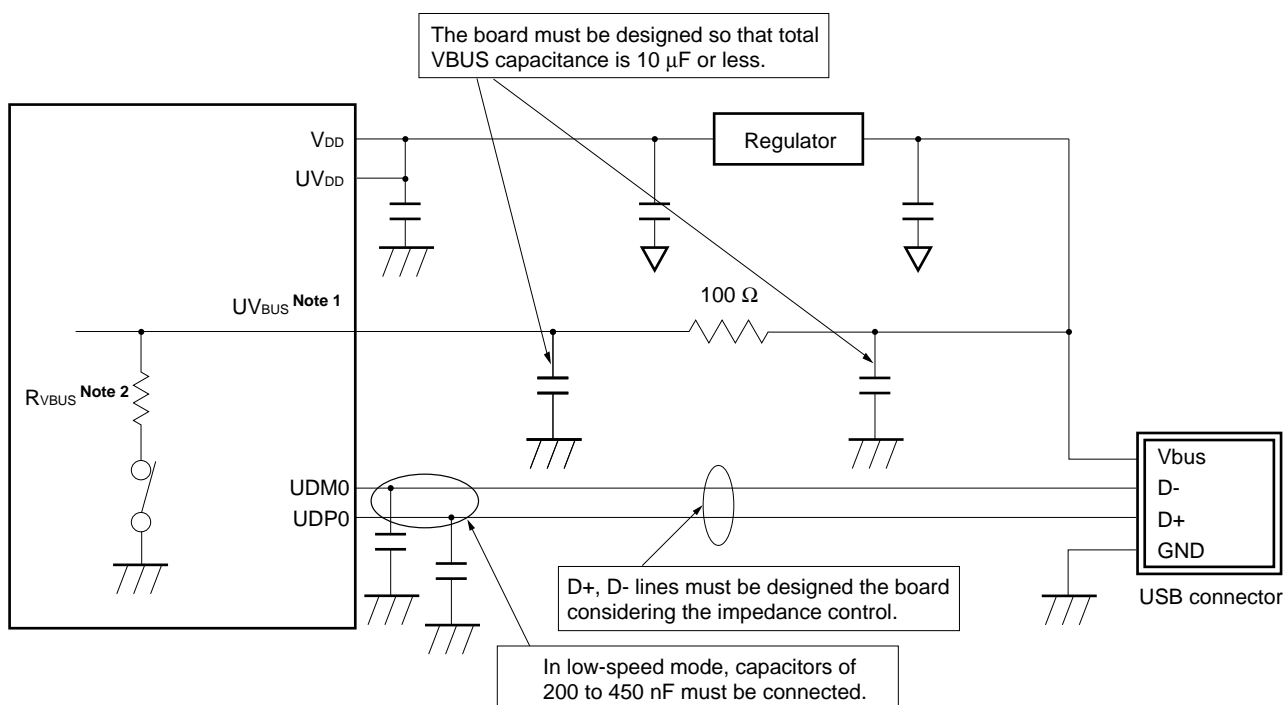 The board must be designed so that total
VBUS capacitance is 10 μF or less.
VDD
Regulator
UVDD
100 Ω
UVBUS Note 1
RVBUS Note 2
Vbus
UDM0
D-
UDP0
D+
GND
D+, D- lines must be designed the board
considering the impedance control.
USB connector
In low-speed mode, capacitors of
200 to 450 nF must be connected.